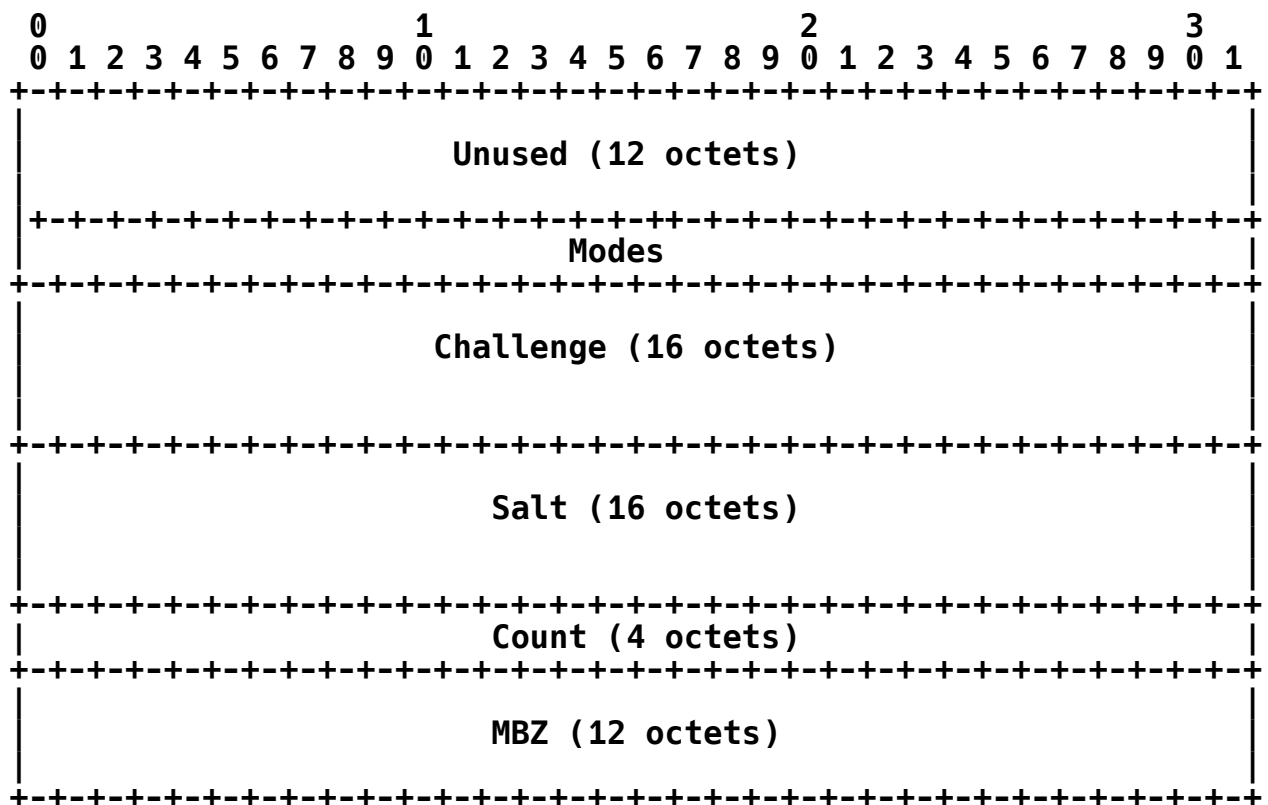 0                   1                   2                   3
0 1 2 3 4 5 6 7 8 9 0 1 2 3 4 5 6 7 8 9 0 1 2 3 4 5 6 7 8 9 0 1
+-+-+-+-+-+-+-+-+-+-+-+-+-+-+-+-+-+-+-+-+-+-+-+-+-+-+-+-+-+-+-+-+
|                                                               |
|                      Unused (12 octets)                       |
|                                                               |
|+-+-+-+-+-+-+-+-+-+-+-+-+-+-+-+-++-+-+-+-+-+-+-+-+-+-+-+-+-+-+-+
|                            Modes                              |
+-+-+-+-+-+-+-+-+-+-+-+-+-+-+-+-+-+-+-+-+-+-+-+-+-+-+-+-+-+-+-+-+
|                                                               |
|                     Challenge (16 octets)                     |
|                                                               |
|                                                               |
+-+-+-+-+-+-+-+-+-+-+-+-+-+-+-+-+-+-+-+-+-+-+-+-+-+-+-+-+-+-+-+-+
|                                                               |
|                        Salt (16 octets)                       |
|                                                               |
|                                                               |
+-+-+-+-+-+-+-+-+-+-+-+-+-+-+-+-+-+-+-+-+-+-+-+-+-+-+-+-+-+-+-+-+
|                        Count (4 octets)                       |
+-+-+-+-+-+-+-+-+-+-+-+-+-+-+-+-+-+-+-+-+-+-+-+-+-+-+-+-+-+-+-+-+
|                                                               |
|                        MBZ (12 octets)                        |
|                                                               |
+-+-+-+-+-+-+-+-+-+-+-+-+-+-+-+-+-+-+-+-+-+-+-+-+-+-+-+-+-+-+-+-+